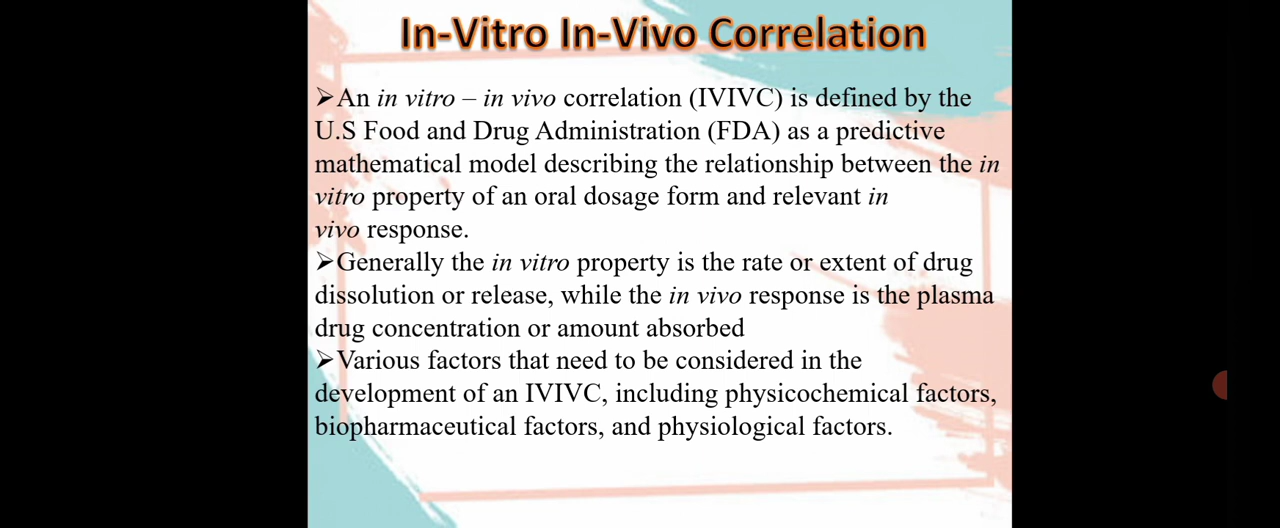 In-Vitro In-Vivo Correlation
➢An in vitro – in vivo correlation (IVIVC) is defined by the
U.S Food and Drug Administration (FDA) as a predictive
mathematical model describing the relationship between the in
vitro property of an oral dosage form and relevant in
vivo response.
➢Generally the in vitro property is the rate or extent of drug
dissolution or release, while the in vivo response is the plasma
drug concentration or amount absorbed
➢Various factors that need to be considered in the
development of an IVIVC, including physicochemical factors,
biopharmaceutical factors, and physiological factors.